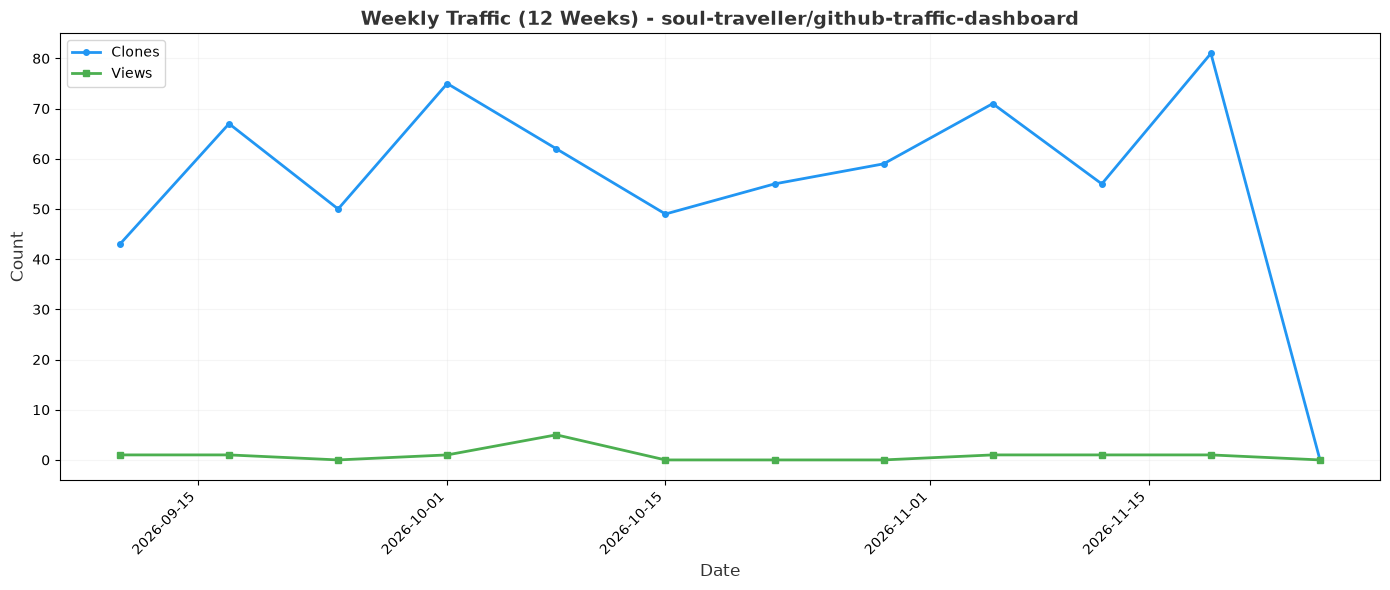 Weekly Traffic (12 Weeks) - soul-traveller/github-traffic-dashboard
Clones
Views
80
70
60
50
40
30
20
10
0
Count
2026-09-15
2026-10-01
2026-10-15
2026-11-01
2026-11-15
Date